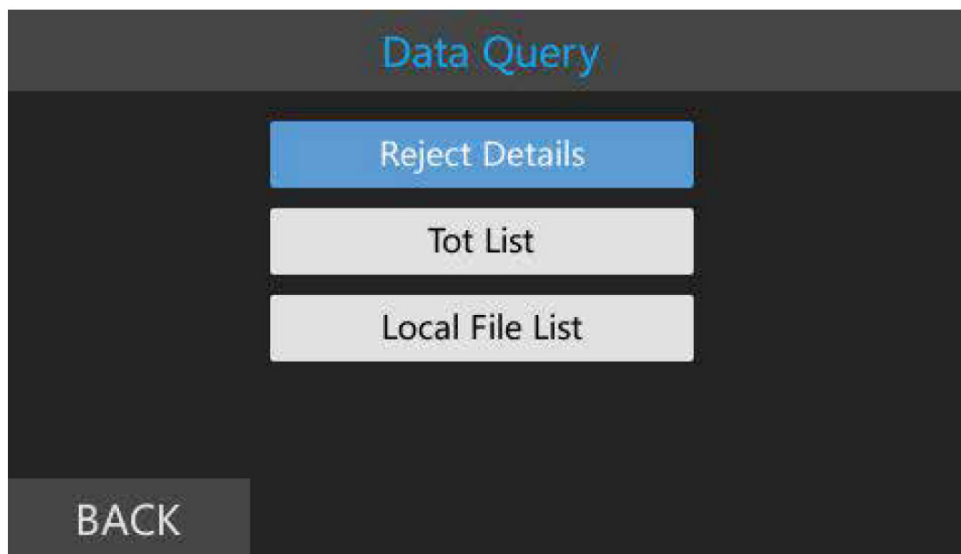 Data Query
Reject Details
Tot List
Local File List
BACK